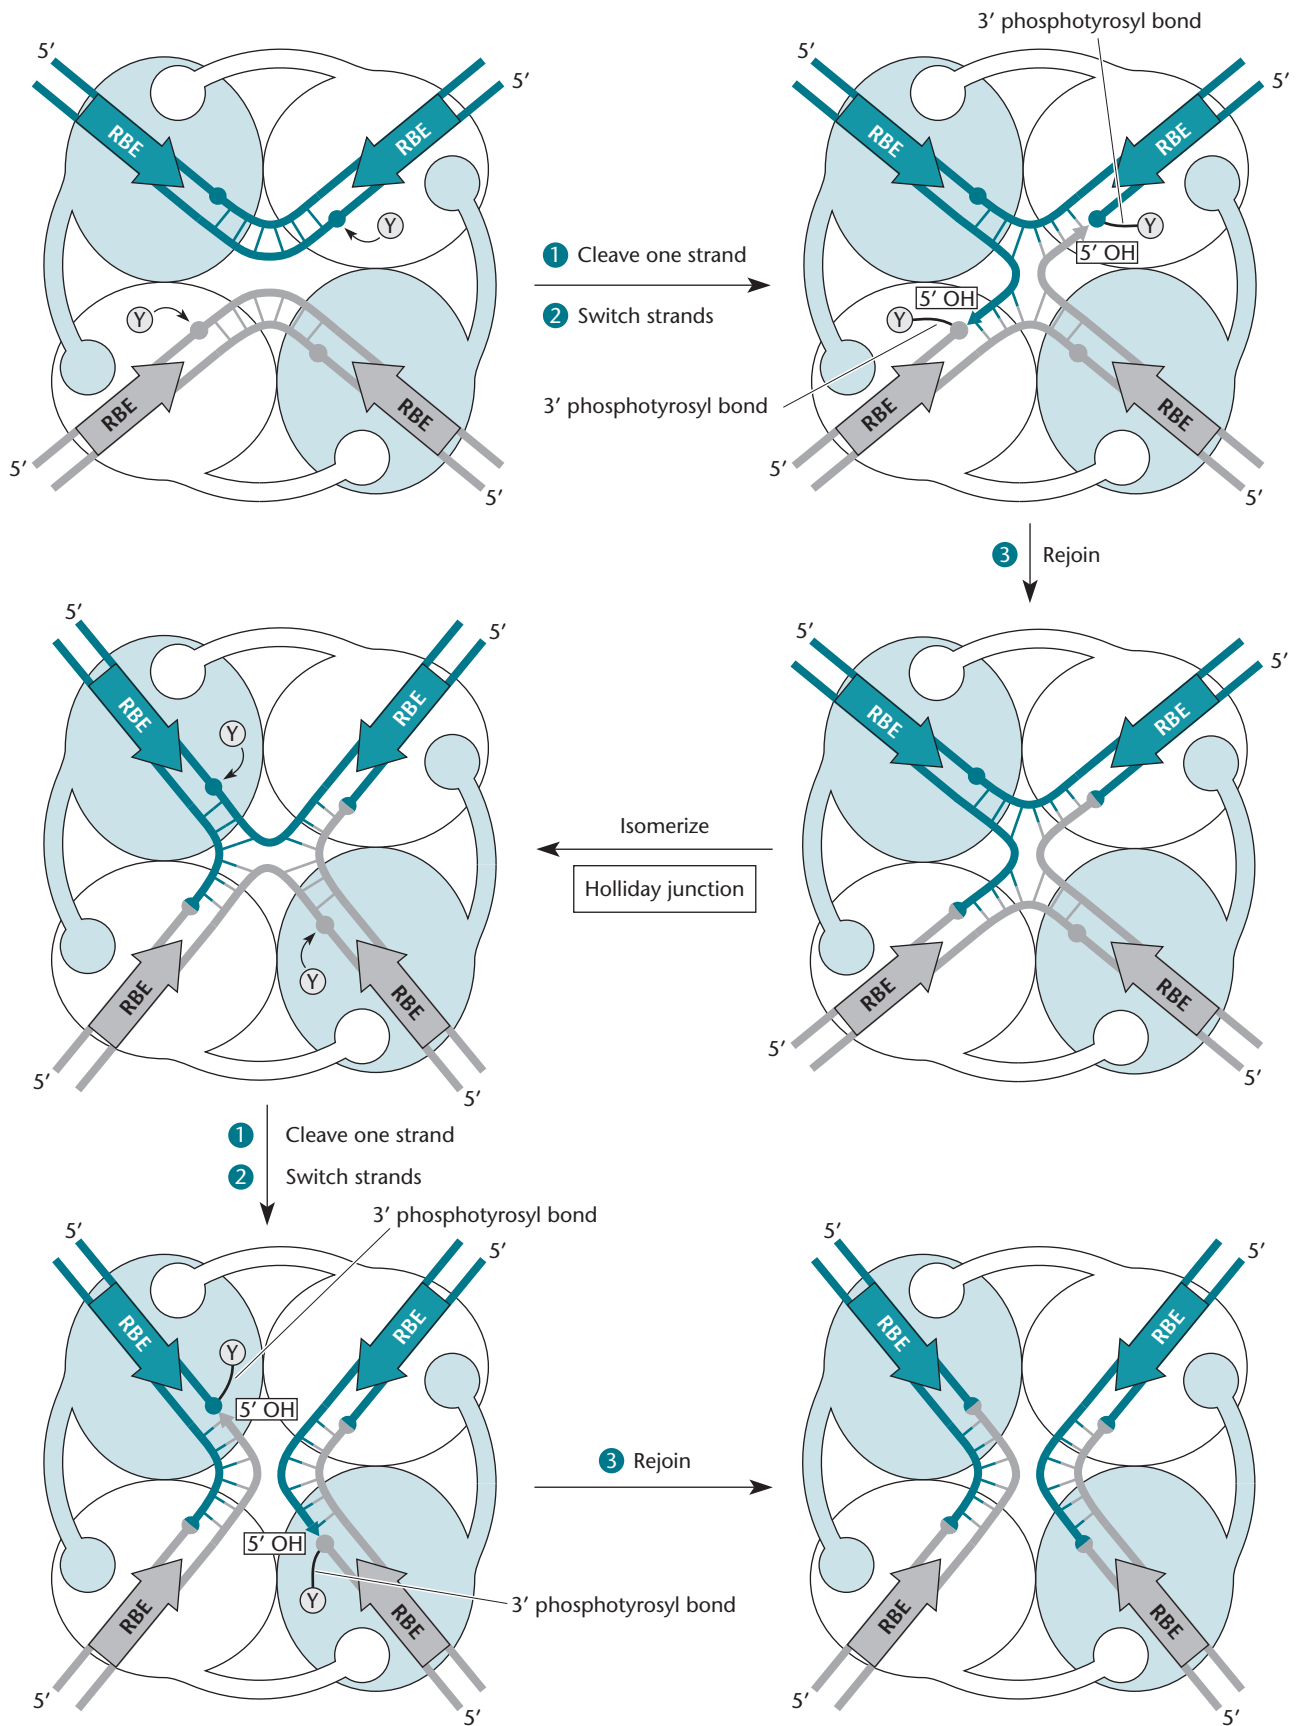 3′ phosphotyrosyl bond
5′
5′
RBE
RBE
Y
Y
RBE
RBE
5′
5′
1 Cleave one strand
2 Switch strands
5′
5′
RBE
RBE
Y
5′ OH
5′ OH
Y
3′ phosphotyrosyl bond
RBE
RBE
5′
5′
3 Rejoin
5′
5′
RBE
RBE
RBE
RBE
5′
5′
Isomerize
Holliday junction
5′
5′
RBE
RBE
Y
Y
RBE
RBE
5′
5′
1 Cleave one strand
2 Switch strands
3′ phosphotyrosyl bond
5′
5′
RBE
RBE
Y
5′ OH
5′ OH
Y
3′ phosphotyrosyl bond
RBE
RBE
5′
5′
3 Rejoin
5′
5′
RBE
RBE
RBE
RBE
5′
5′